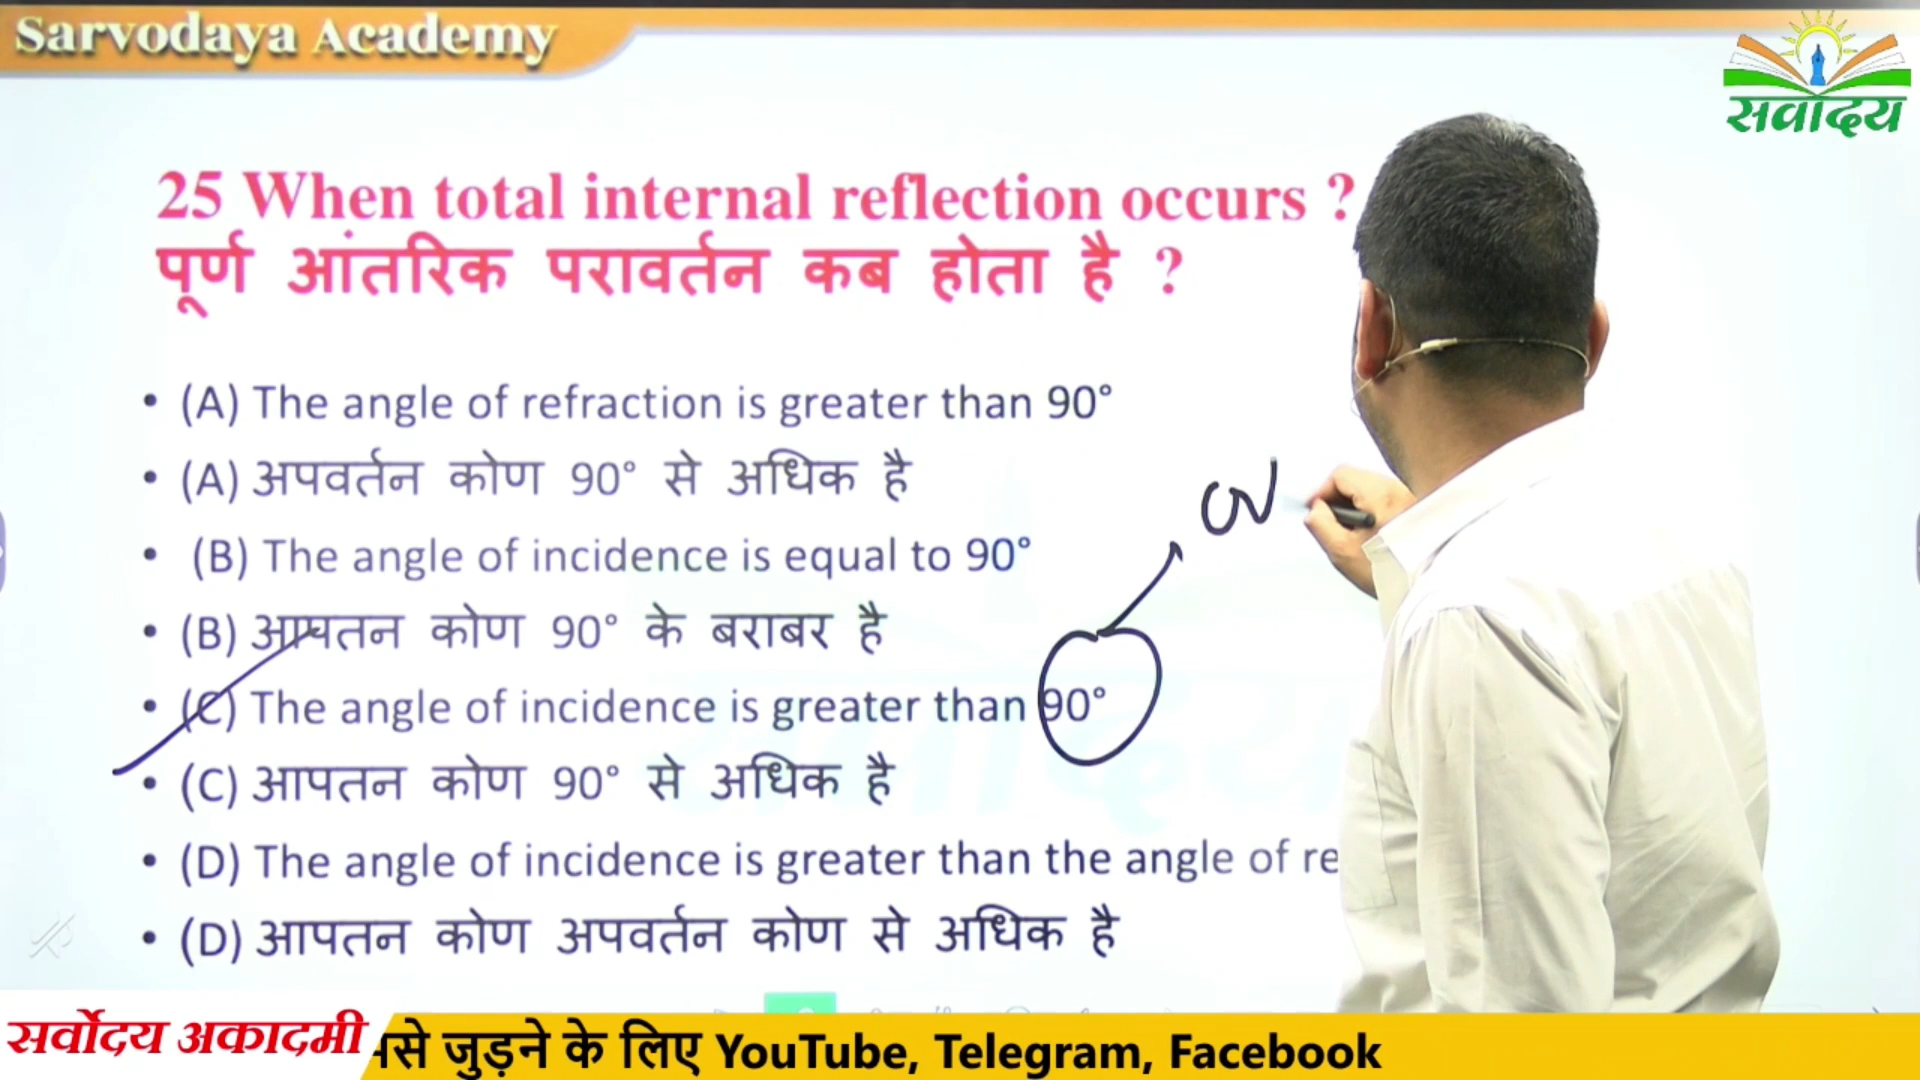 Sarvodaya Academy
सर्वोदय
25 When total internal reflection occurs ?
पूर्ण आंतरिक परावर्तन कब होता है ?
• (A) The angle of refraction is greater than 90°
• (A) अपवर्तन कोण 90° से अधिक है
• (B) The angle of incidence is equal to 90°
• (B) आपतन कोण 90° के बराबर है
• (C) The angle of incidence is greater than 90°
• (C) आपतन कोण 90° से अधिक है
• (D) The angle of incidence is greater than the angle of re
• (D) आपतन कोण अपवर्तन कोण से अधिक है
सर्वोदय अकादमी
से जुड़ने के लिए YouTube, Telegram, Facebook